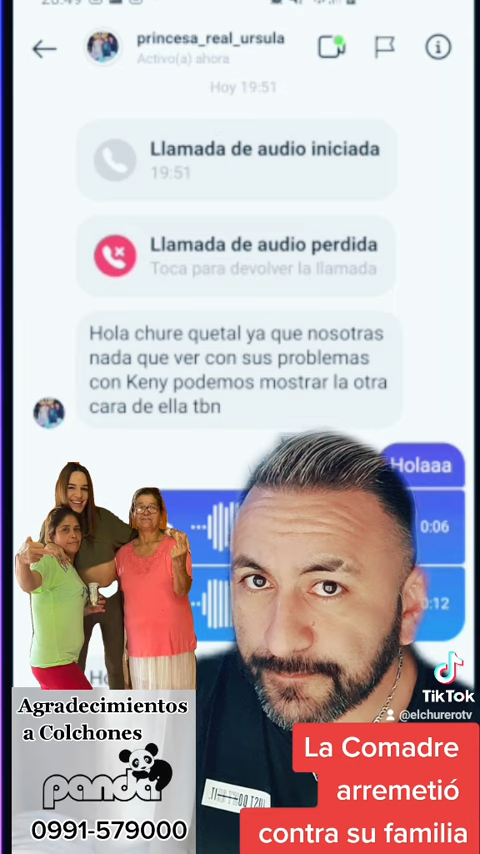 princesa_real_ursula
Activo(a) ahora
Hoy 19:51
Llamada de audio iniciada
19:51
Llamada de audio perdida
Toca para devolver la llamada
Hola chure quetal ya que nosotras
nada que ver con sus problemas
con Keny podemos mostrar la otra
cara de ella tbn
Holaaa
0:06
0:12
TikTok
@elchurerotv
Agradecimientos
a Colchones
panda
0991-579000
La Comadre
arremetió
contra su familia